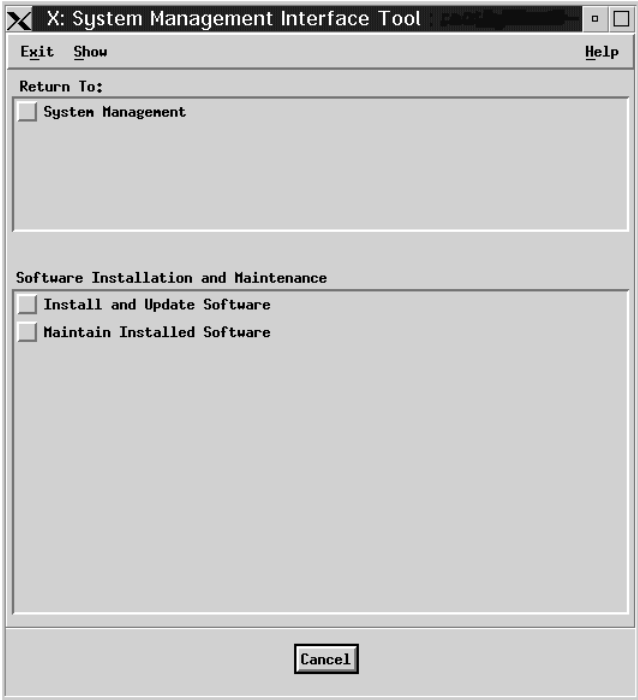 X: System Management Interface Tool
Exit Show Help
Return To:
System Management
Software Installation and Maintenance
Install and Update Software
Maintain Installed Software
Cancel